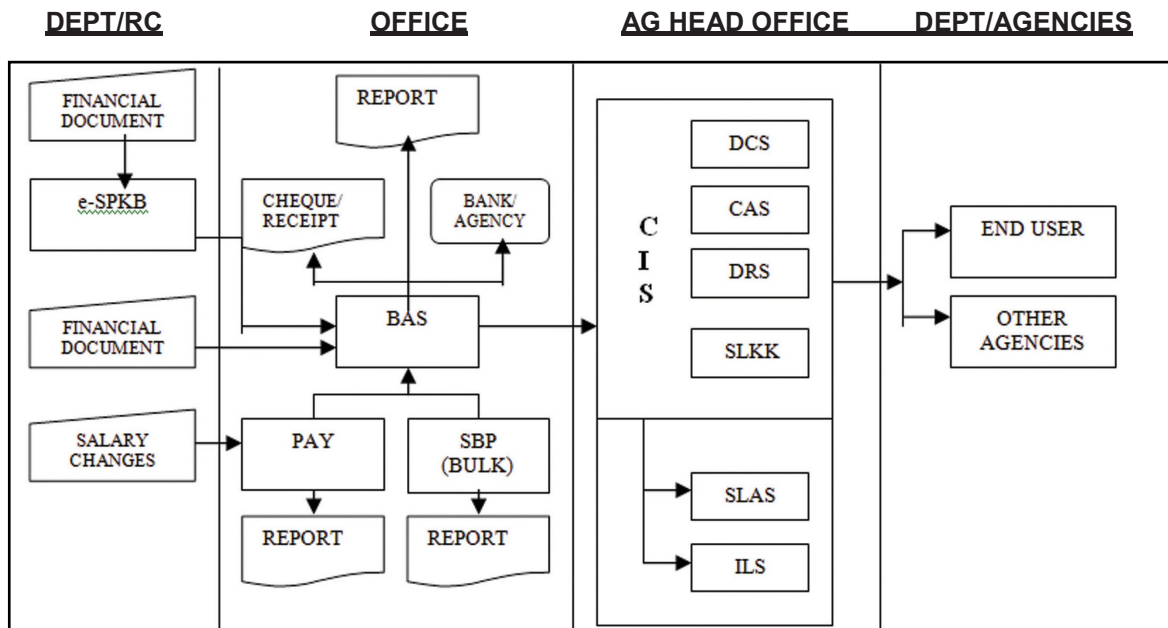 DEPT/RC
OFFICE
AG HEAD OFFICE
DEPT/AGENCIES
FINANCIAL
DOCUMENT
e-SPKB
FINANCIAL
DOCUMENT
SALARY
CHANGES
REPORT
CHEQUE/
RECEIPT
BANK/
AGENCY
BAS
PAY
SBP
(BULK)
REPORT
REPORT
C
I
S
DCS
CAS
DRS
SLKK
SLAS
ILS
END USER
OTHER
AGENCIES